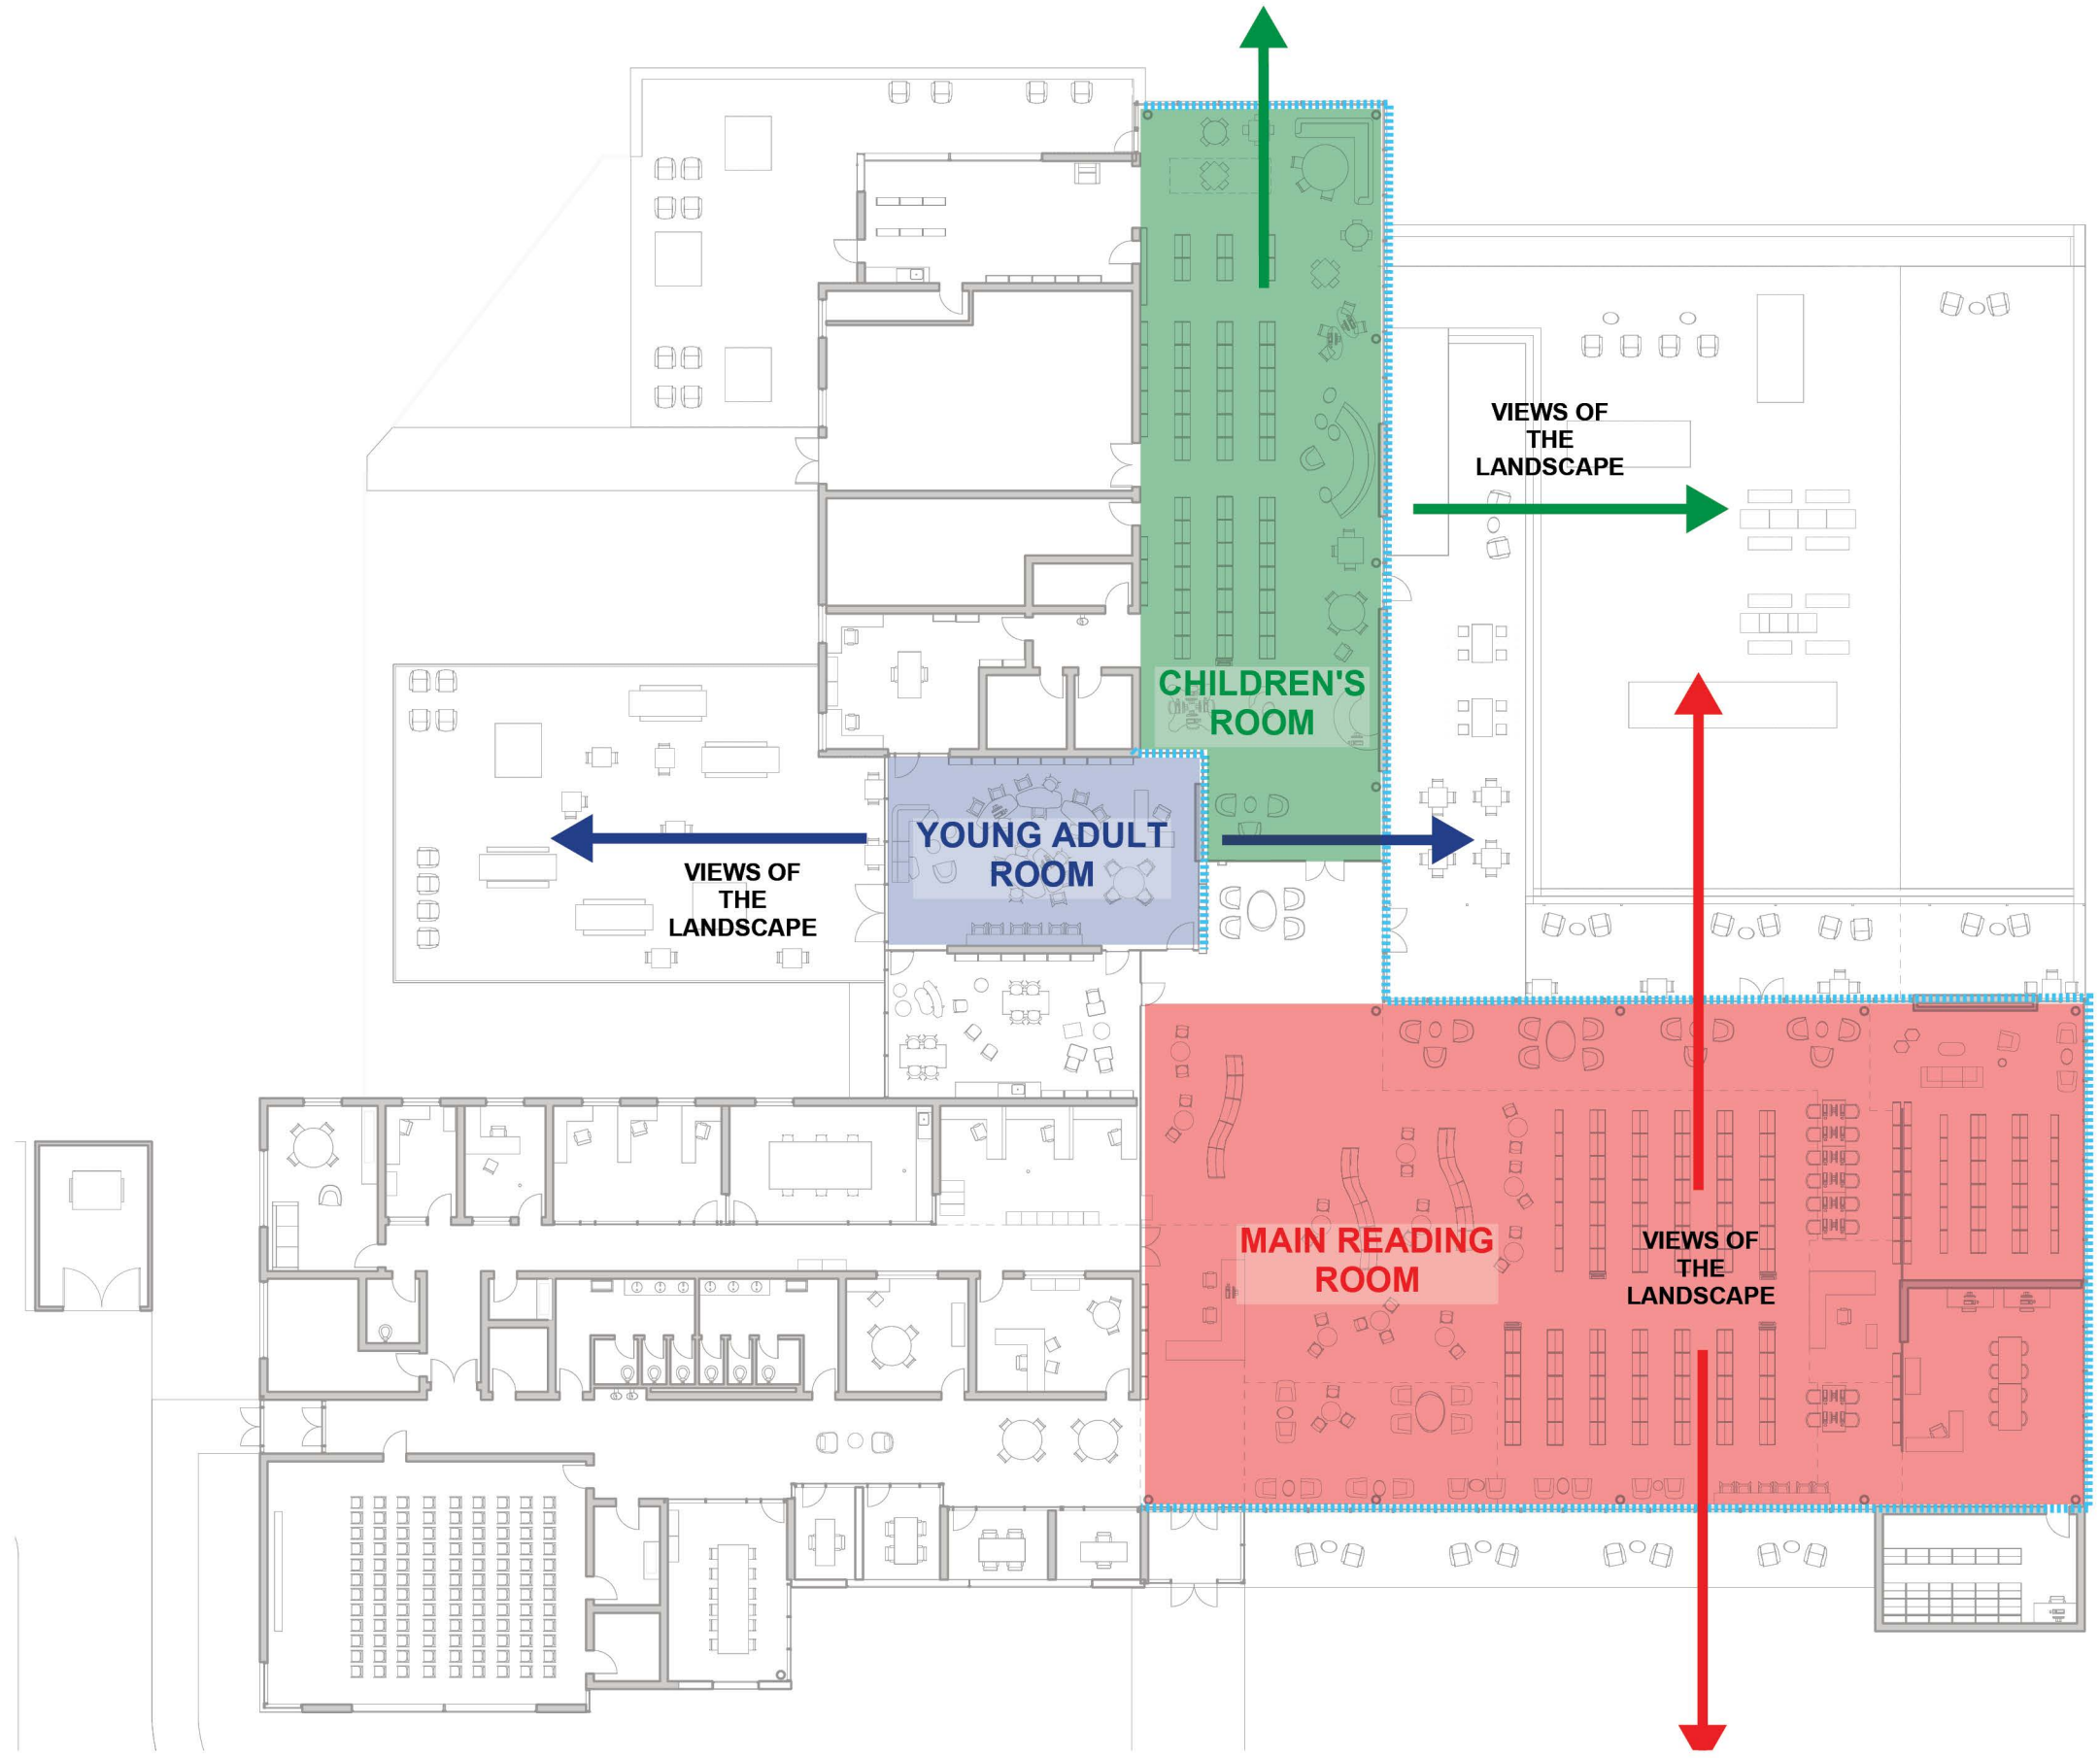 VIEWS OF
THE
LANDSCAPE
CHILDREN'S
ROOM
YOUNG ADULT
ROOM
VIEWS OF
THE
LANDSCAPE
MAIN READING
ROOM
VIEWS OF
THE
LANDSCAPE